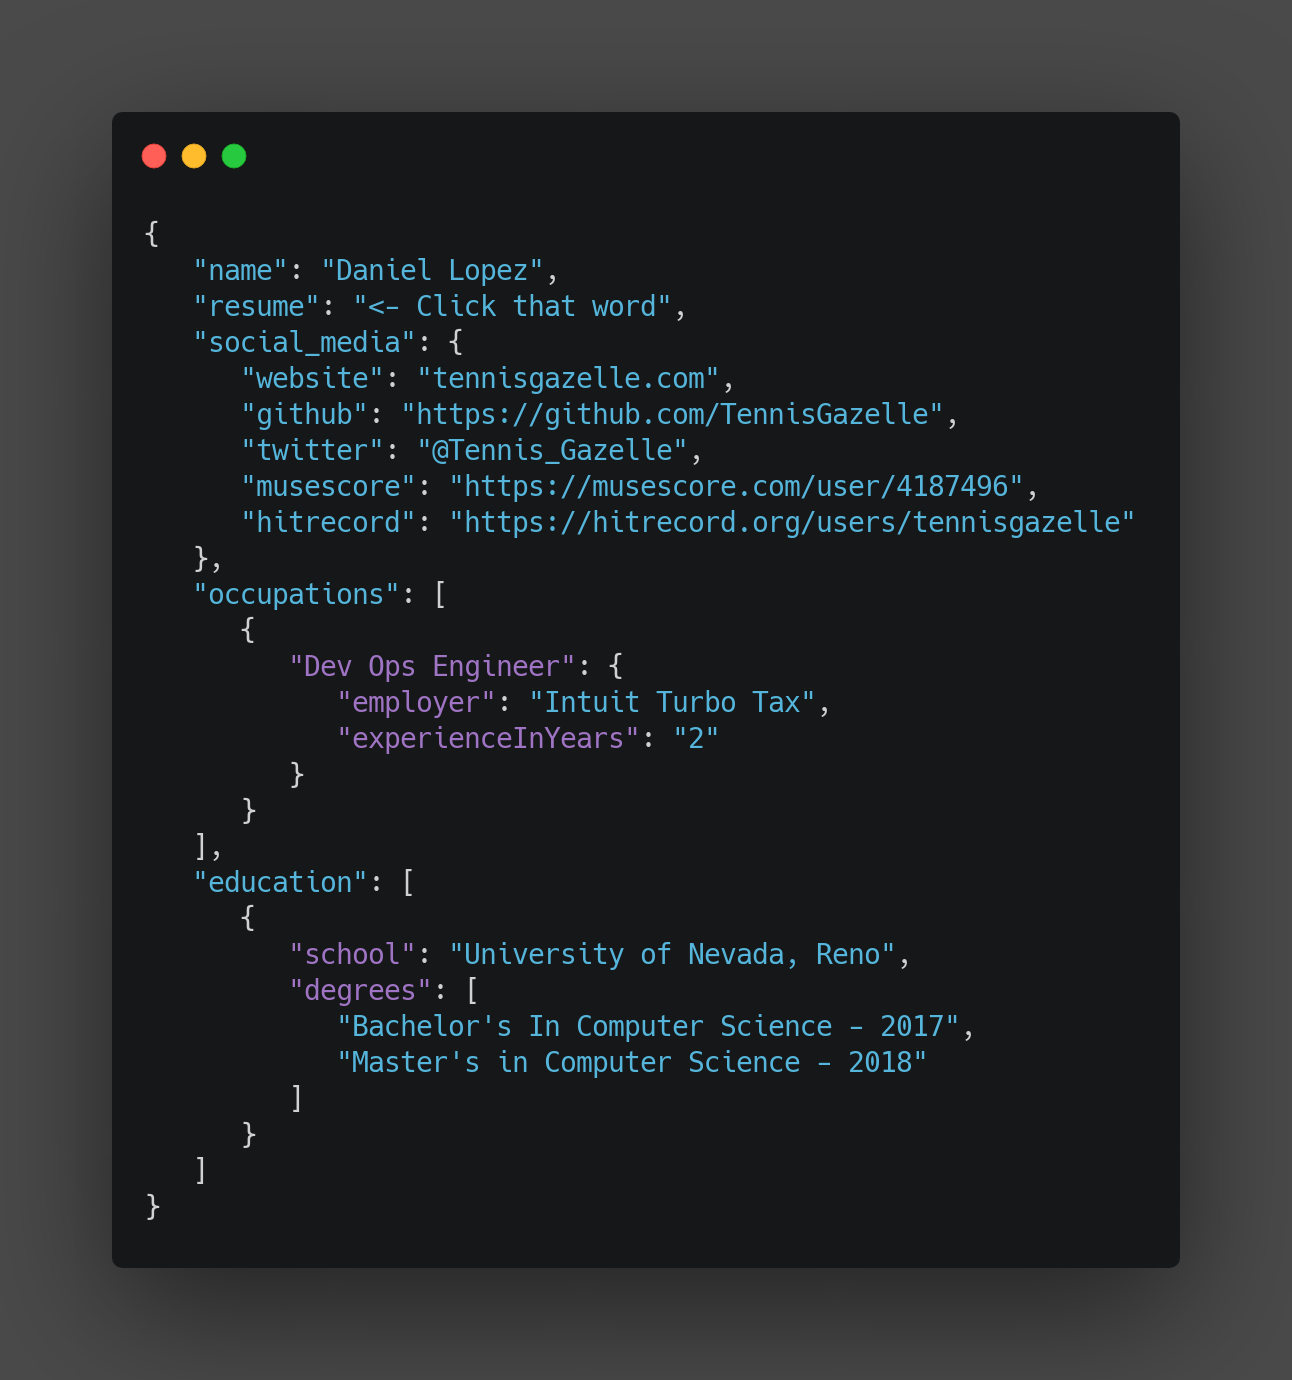 {
   "name": "Daniel Lopez",
   "resume": "<- Click that word",
   "social_media": {
      "website": "tennisgazelle.com",
      "github": "https://github.com/TennisGazelle",
      "twitter": "@Tennis_Gazelle",
      "musescore": "https://musescore.com/user/4187496",
      "hitrecord": "https://hitrecord.org/users/tennisgazelle"
   },
   "occupations": [
      {
         "Dev Ops Engineer": {
            "employer": "Intuit Turbo Tax",
            "experienceInYears": "2"
         }
      }
   ],
   "education": [
      {
         "school": "University of Nevada, Reno",
         "degrees": [
            "Bachelor's In Computer Science - 2017",
            "Master's in Computer Science - 2018"
         ]
      }
   ]
}